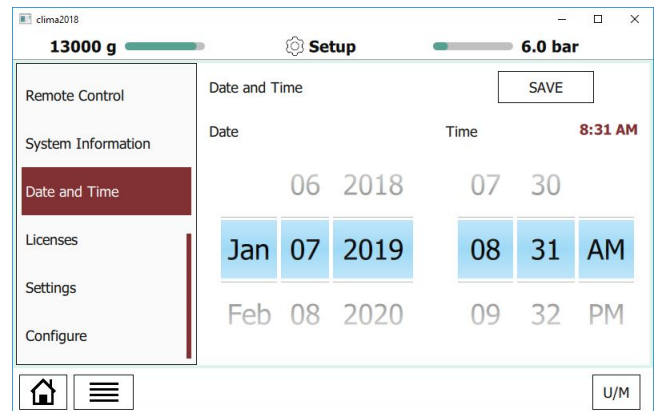 clima2018
13000 g Setup 6.0 bar
Remote Control
System Information
Date and Time
Licenses
Settings
Configure
Date and Time SAVE
Date Time 8:31 AM
06 2018 07 30
Jan 07 2019 08 31 AM
Feb 08 2020 09 32 PM
U/M